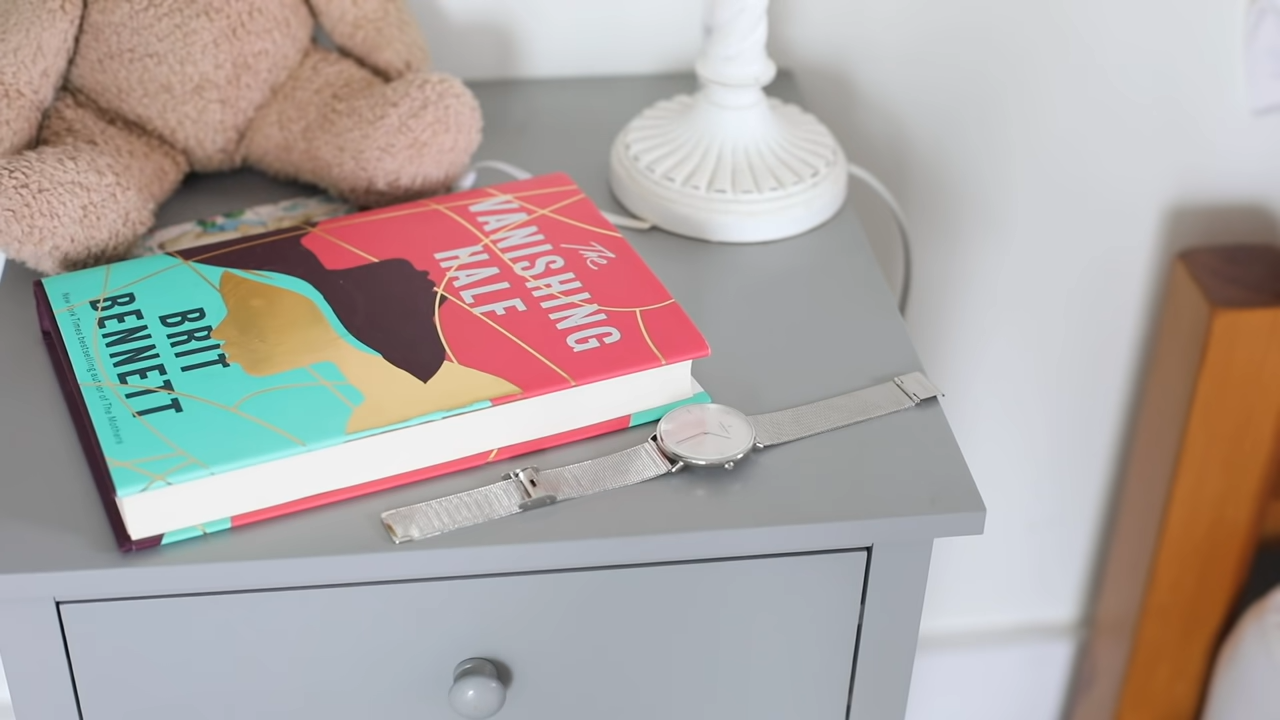 The
VANISHING
HALF
BRIT
BENNETT
New York Times bestselling author of The Mothers